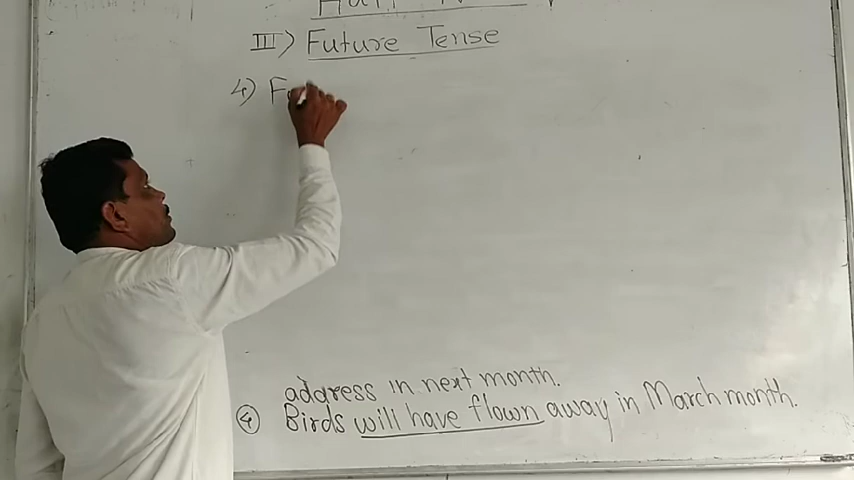 III) Future Tense
4) F
address in next month.
(4) Birds will have flown away in March month.